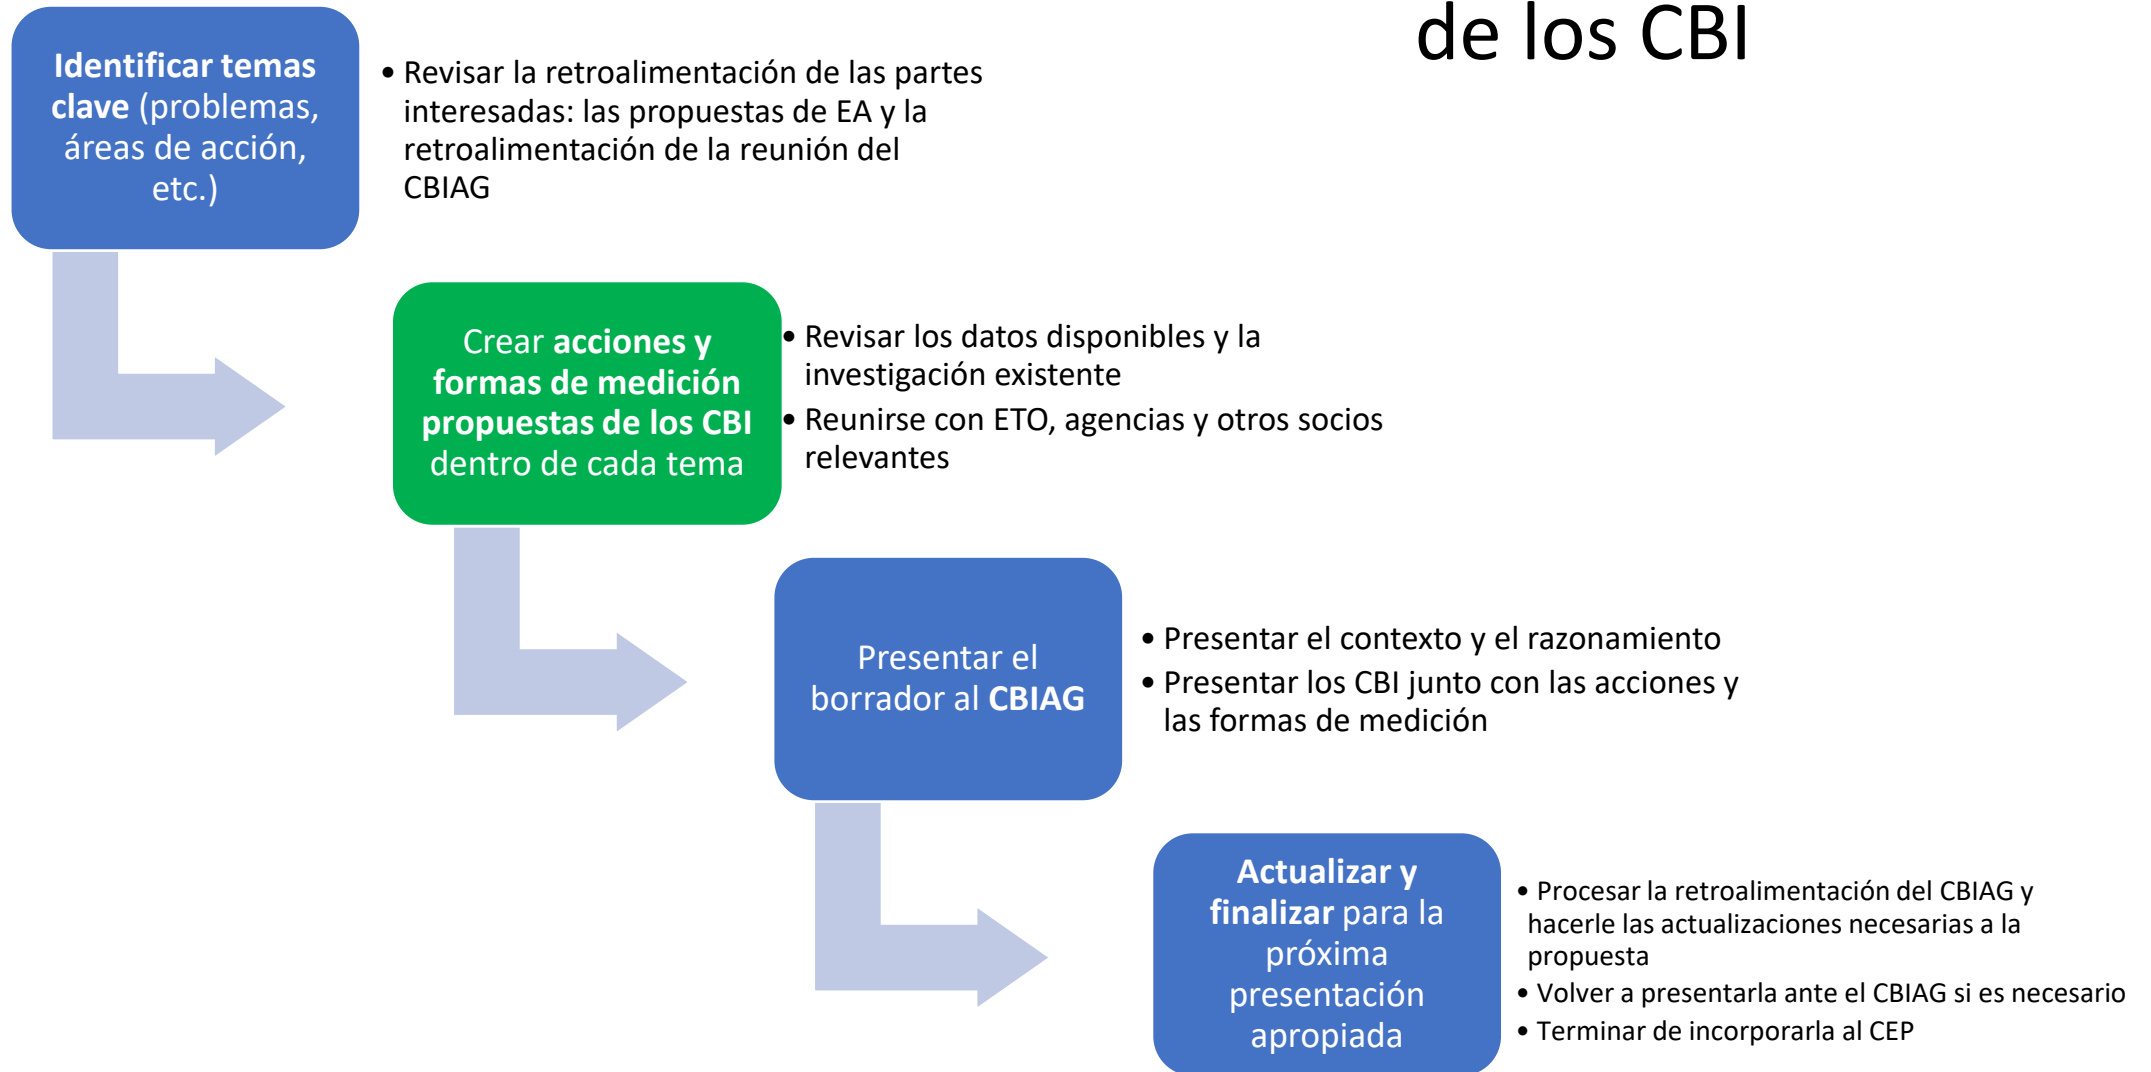 de los CBI
Identificar temas
clave (problemas,
áreas de acción,
etc.)
• Revisar la retroalimentación de las partes
interesadas: las propuestas de EA y la
retroalimentación de la reunión del
CBIAG
Crear acciones y
formas de medición
propuestas de los CBI
dentro de cada tema
• Revisar los datos disponibles y la
investigación existente
• Reunirse con ETO, agencias y otros socios
relevantes
Presentar el
borrador al CBIAG
• Presentar el contexto y el razonamiento
• Presentar los CBI junto con las acciones y
las formas de medición
Actualizar y
finalizar para la
próxima
presentación
apropiada
• Procesar la retroalimentación del CBIAG y
hacerle las actualizaciones necesarias a la
propuesta
• Volver a presentarla ante el CBIAG si es necesario
• Terminar de incorporarla al CEP